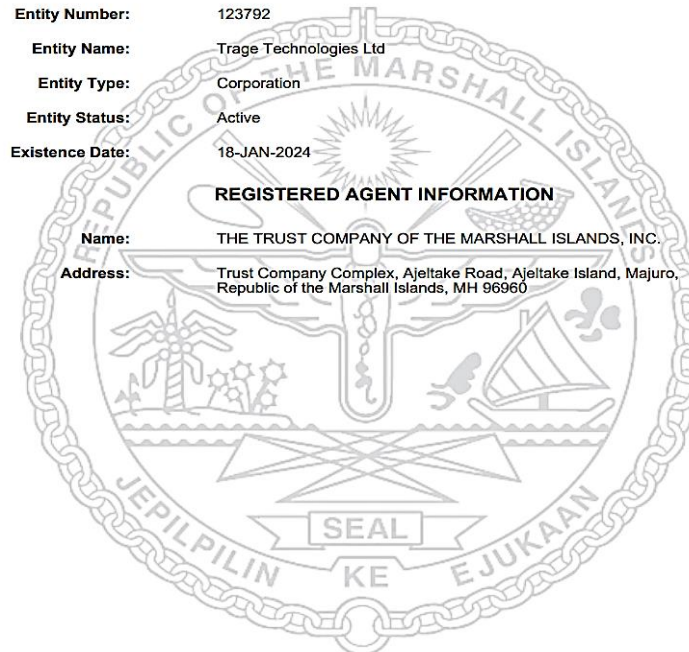 Entity Number: 123792
Entity Name: Trage Technologies Ltd
Entity Type: Corporation
Entity Status: Active
Existence Date: 18-JAN-2024
REGISTERED AGENT INFORMATION
Name: THE TRUST COMPANY OF THE MARSHALL ISLANDS, INC.
Address: Trust Company Complex, Ajeltake Road, Ajeltake Island, Majuro,
Republic of the Marshall Islands, MH 96960
REPUBLIC OF THE MARSHALL ISLANDS
SEAL
JEPILPILIN KE EJUKAAN